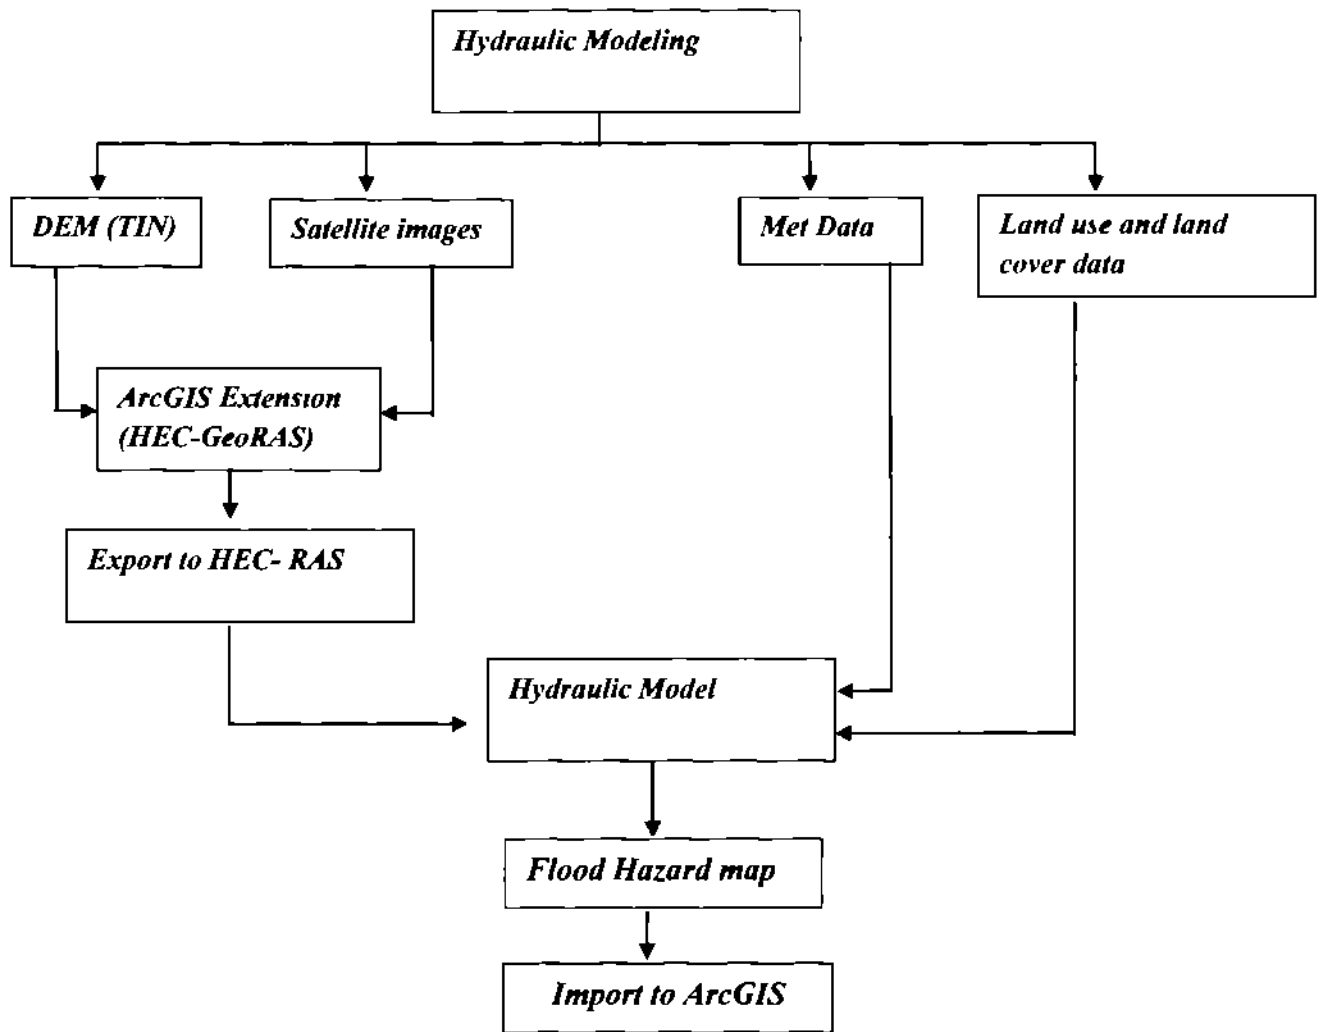 Hydraulic Modeling
DEM (TIN)
Satellite images
Met Data
Land use and land
cover data
ArcGIS Extension
(HEC-GeoRAS)
Export to HEC- RAS
Hydraulic Model
Flood Hazard map
Import to ArcGIS